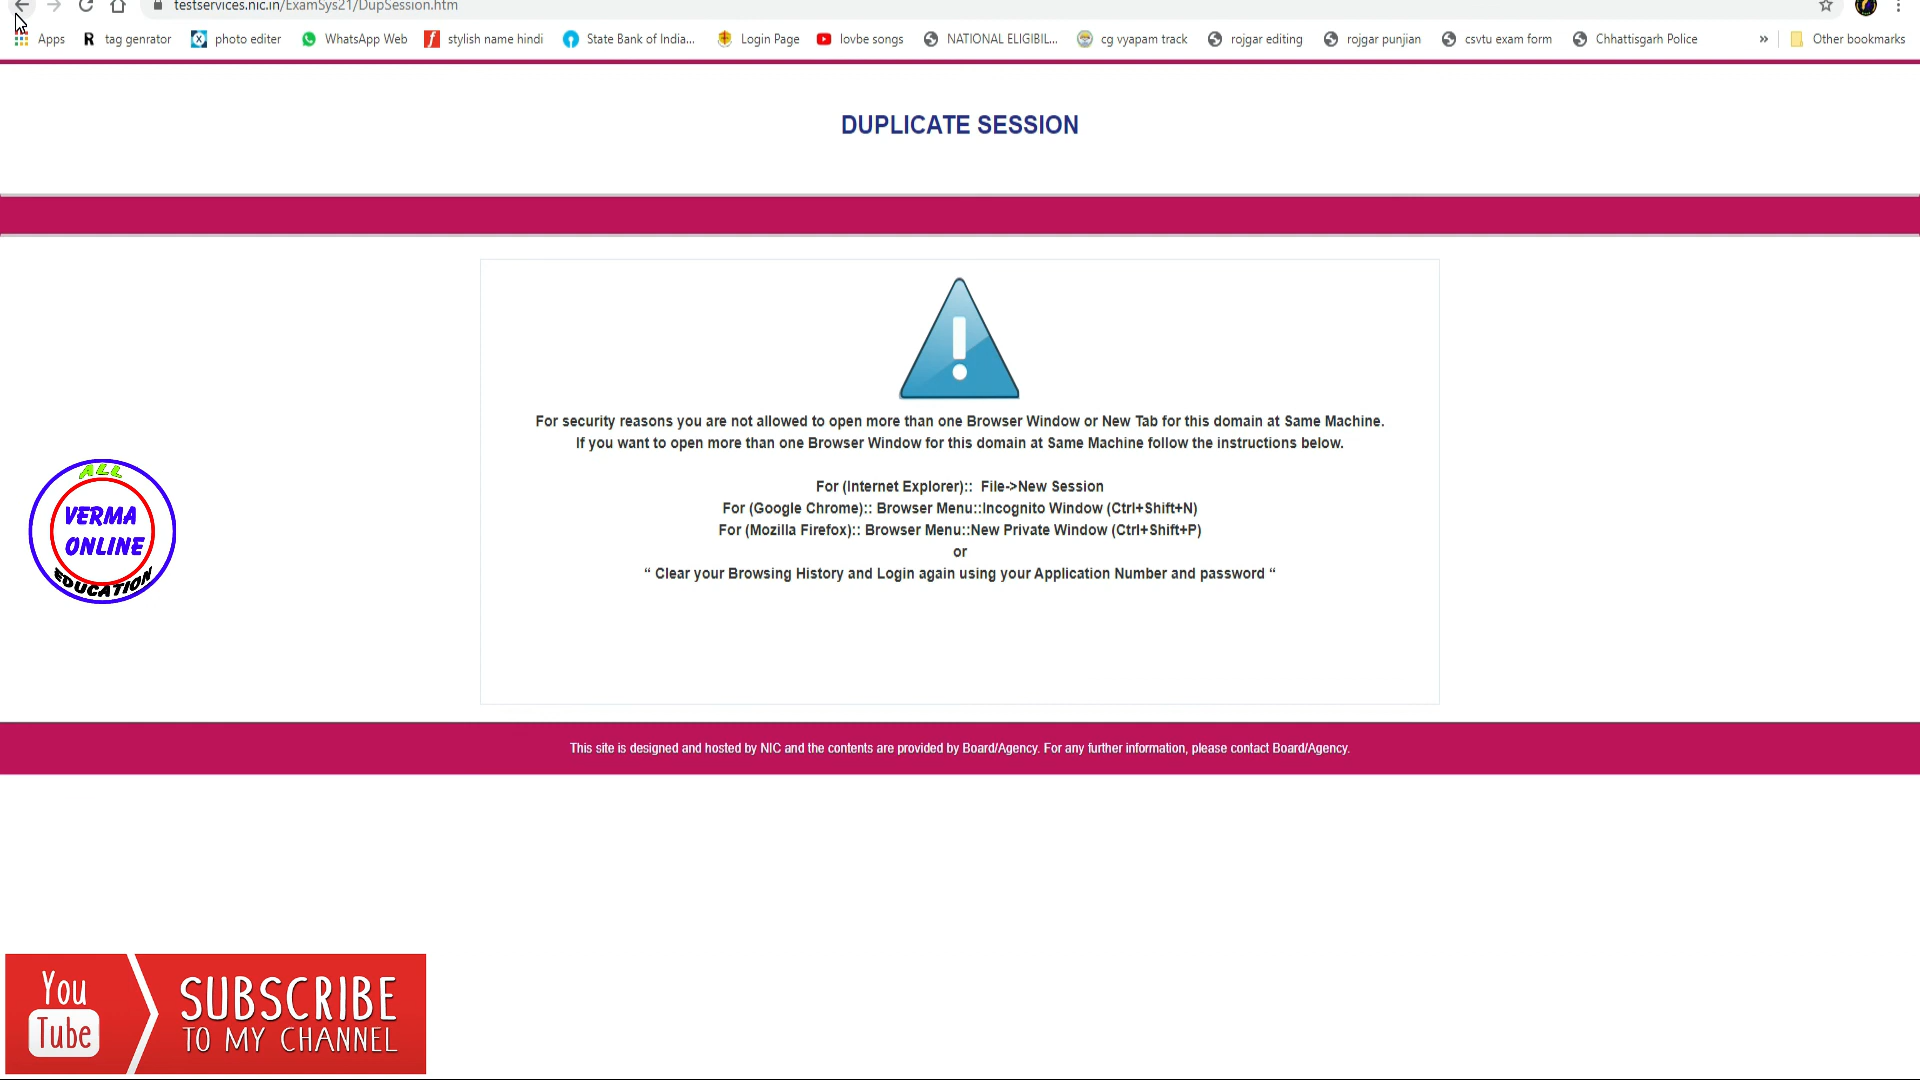 testservices.nic.in/ExamSys21/DupSession.htm
Apps R tag genrator photo editer WhatsApp Web f stylish name hindi State Bank of India... Login Page lovbe songs NATIONAL ELIGIBIL... cg vyapam track rojgar editing rojgar punjian csvtu exam form Chhattisgarh Police » Other bookmarks
DUPLICATE SESSION
For security reasons you are not allowed to open more than one Browser Window or New Tab for this domain at Same Machine.
If you want to open more than one Browser Window for this domain at Same Machine follow the instructions below.
For (Internet Explorer):: File->New Session
For (Google Chrome):: Browser Menu::Incognito Window (Ctrl+Shift+N)
For (Mozilla Firefox):: Browser Menu::New Private Window (Ctrl+Shift+P)
or
“ Clear your Browsing History and Login again using your Application Number and password “
ALL
VERMA
ONLINE
EDUCATION
This site is designed and hosted by NIC and the contents are provided by Board/Agency. For any further information, please contact Board/Agency.
You Tube
SUBSCRIBE
TO MY CHANNEL